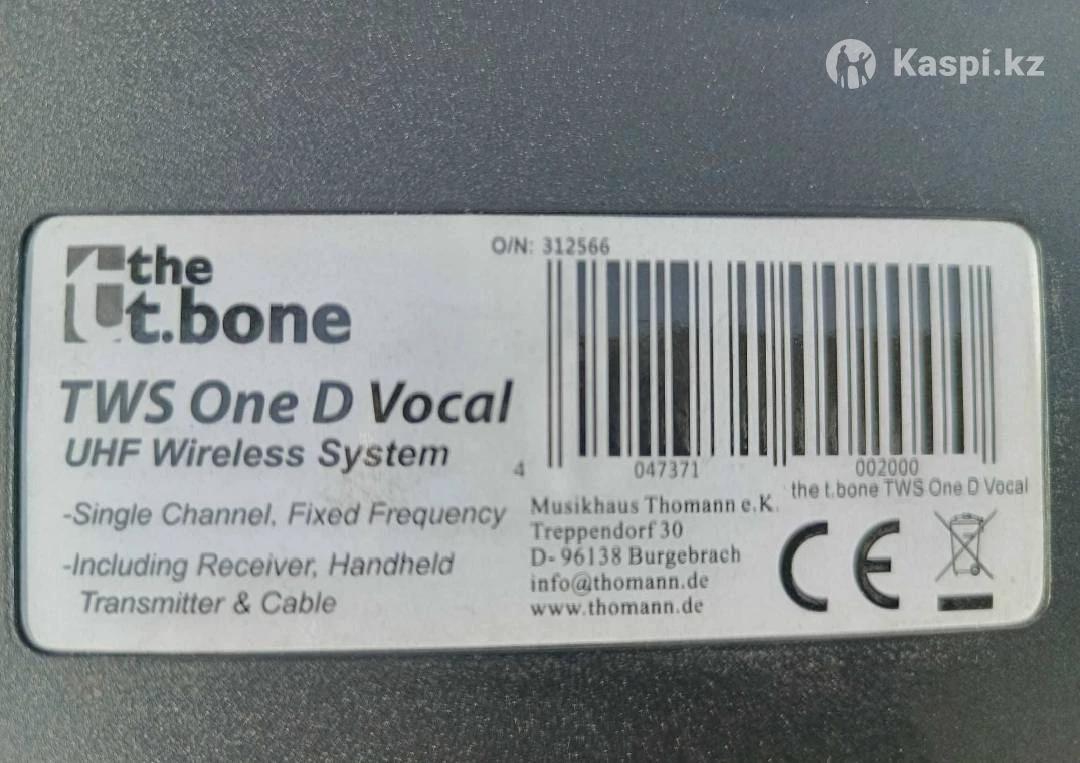 Kaspi.kz
the
t.bone
O/N: 312566
TWS One D Vocal
UHF Wireless System
4 047371 002000
the t.bone TWS One D Vocal
-Single Channel, Fixed Frequency
-Including Receiver, Handheld
Transmitter & Cable
Musikhaus Thomann e.K.
Treppendorf 30
D- 96138 Burgebrach
info@thomann.de
www.thomann.de
CE